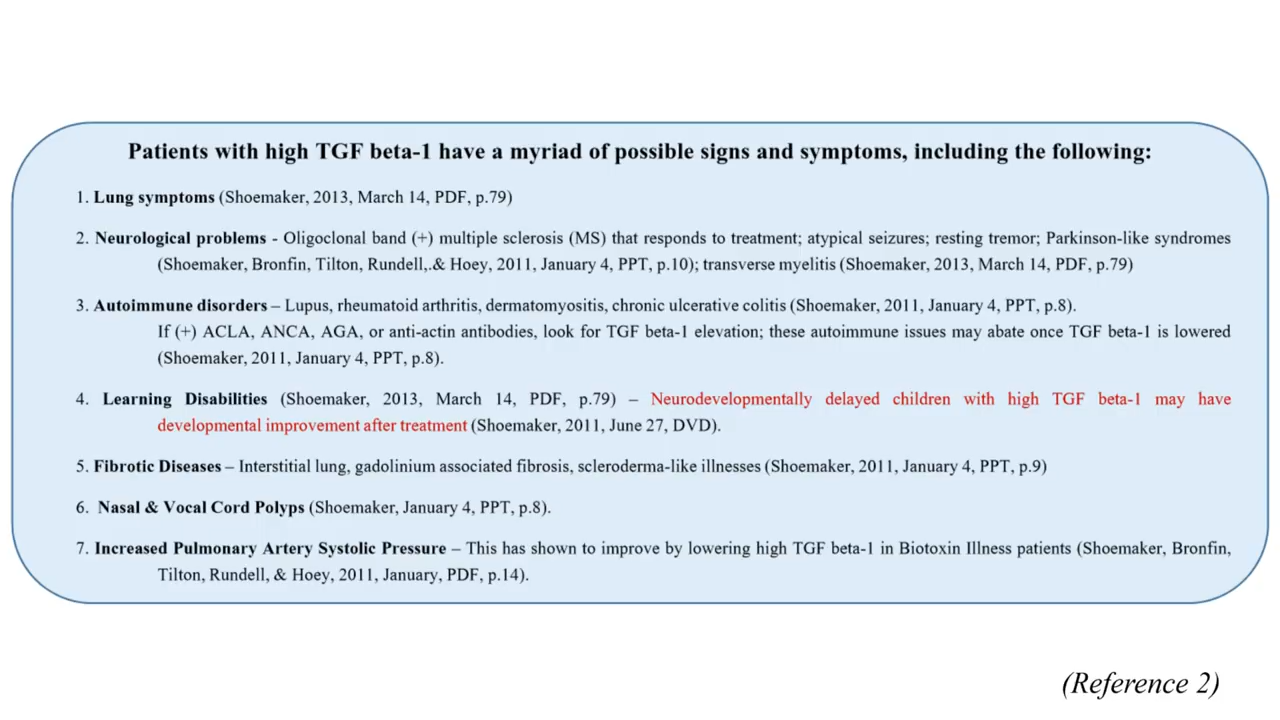 Patients with high TGF beta-1 have a myriad of possible signs and symptoms, including the following:
1. Lung symptoms (Shoemaker, 2013, March 14, PDF, p.79)
2. Neurological problems - Oligoclonal band (+) multiple sclerosis (MS) that responds to treatment; atypical seizures; resting tremor; Parkinson-like syndromes
(Shoemaker, Bronfin, Tilton, Rundell,.& Hoey, 2011, January 4, PPT, p.10); transverse myelitis (Shoemaker, 2013, March 14, PDF, p.79)
3. Autoimmune disorders – Lupus, rheumatoid arthritis, dermatomyositis, chronic ulcerative colitis (Shoemaker, 2011, January 4, PPT, p.8).
If (+) ACLA, ANCA, AGA, or anti-actin antibodies, look for TGF beta-1 elevation; these autoimmune issues may abate once TGF beta-1 is lowered
(Shoemaker, 2011, January 4, PPT, p.8).
4. Learning Disabilities (Shoemaker, 2013, March 14, PDF, p.79) – Neurodevelopmentally delayed children with high TGF beta-1 may have
developmental improvement after treatment (Shoemaker, 2011, June 27, DVD).
5. Fibrotic Diseases – Interstitial lung, gadolinium associated fibrosis, scleroderma-like illnesses (Shoemaker, 2011, January 4, PPT, p.9)
6. Nasal & Vocal Cord Polyps (Shoemaker, January 4, PPT, p.8).
7. Increased Pulmonary Artery Systolic Pressure – This has shown to improve by lowering high TGF beta-1 in Biotoxin Illness patients (Shoemaker, Bronfin,
Tilton, Rundell, & Hoey, 2011, January, PDF, p.14).
(Reference 2)